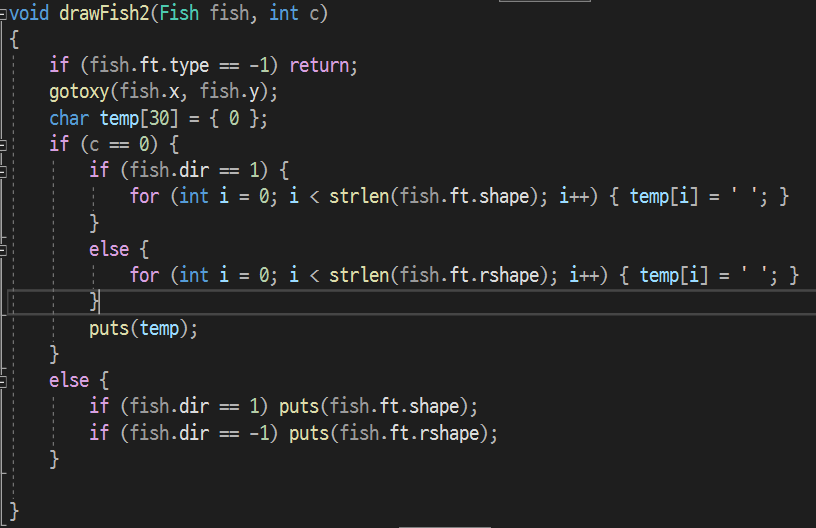 void drawFish2(Fish fish, int c)
{
    if (fish.ft.type == -1) return;
    gotoxy(fish.x, fish.y);
    char temp[30] = { 0 };
    if (c == 0) {
        if (fish.dir == 1) {
            for (int i = 0; i < strlen(fish.ft.shape); i++) { temp[i] = ' '; }
        }
        else {
            for (int i = 0; i < strlen(fish.ft.rshape); i++) { temp[i] = ' '; }
        }
        puts(temp);
    }
    else {
        if (fish.dir == 1) puts(fish.ft.shape);
        if (fish.dir == -1) puts(fish.ft.rshape);
    }

}